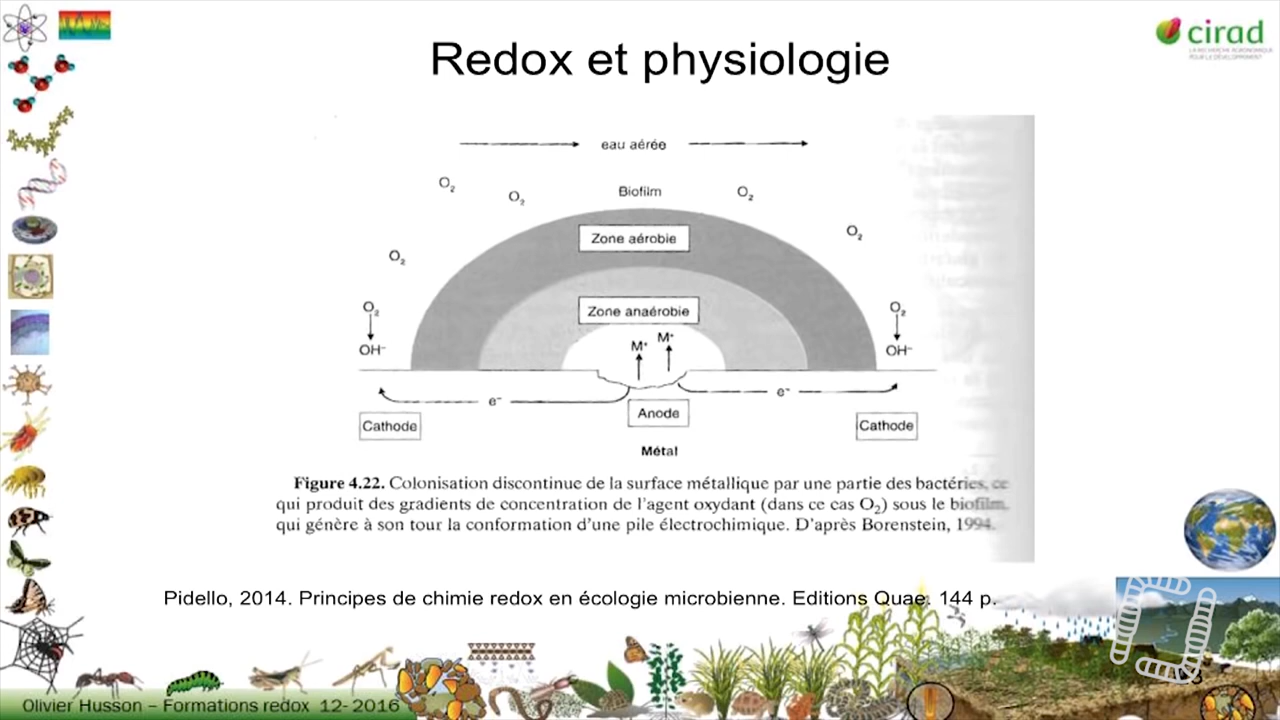 Redox et physiologie
cirad
LA RECHERCHE AGRONOMIQUE
POUR LE DÉVELOPPEMENT
eau aérée
O₂ O₂ Biofilm O₂
Zone aérobie O₂
O₂
O₂ Zone anaérobie O₂
M⁺ M⁺
OH⁻ OH⁻
e⁻ e⁻
Cathode Anode Cathode
Métal
Figure 4.22. Colonisation discontinue de la surface métallique par une partie des bactéries, ce
qui produit des gradients de concentration de l'agent oxydant (dans ce cas O₂) sous le biofilm,
qui génère à son tour la conformation d'une pile électrochimique. D'après Borenstein, 1994.
Pidello, 2014. Principes de chimie redox en écologie microbienne. Editions Quae. 144 p.
Olivier Husson – Formations redox 12- 2016